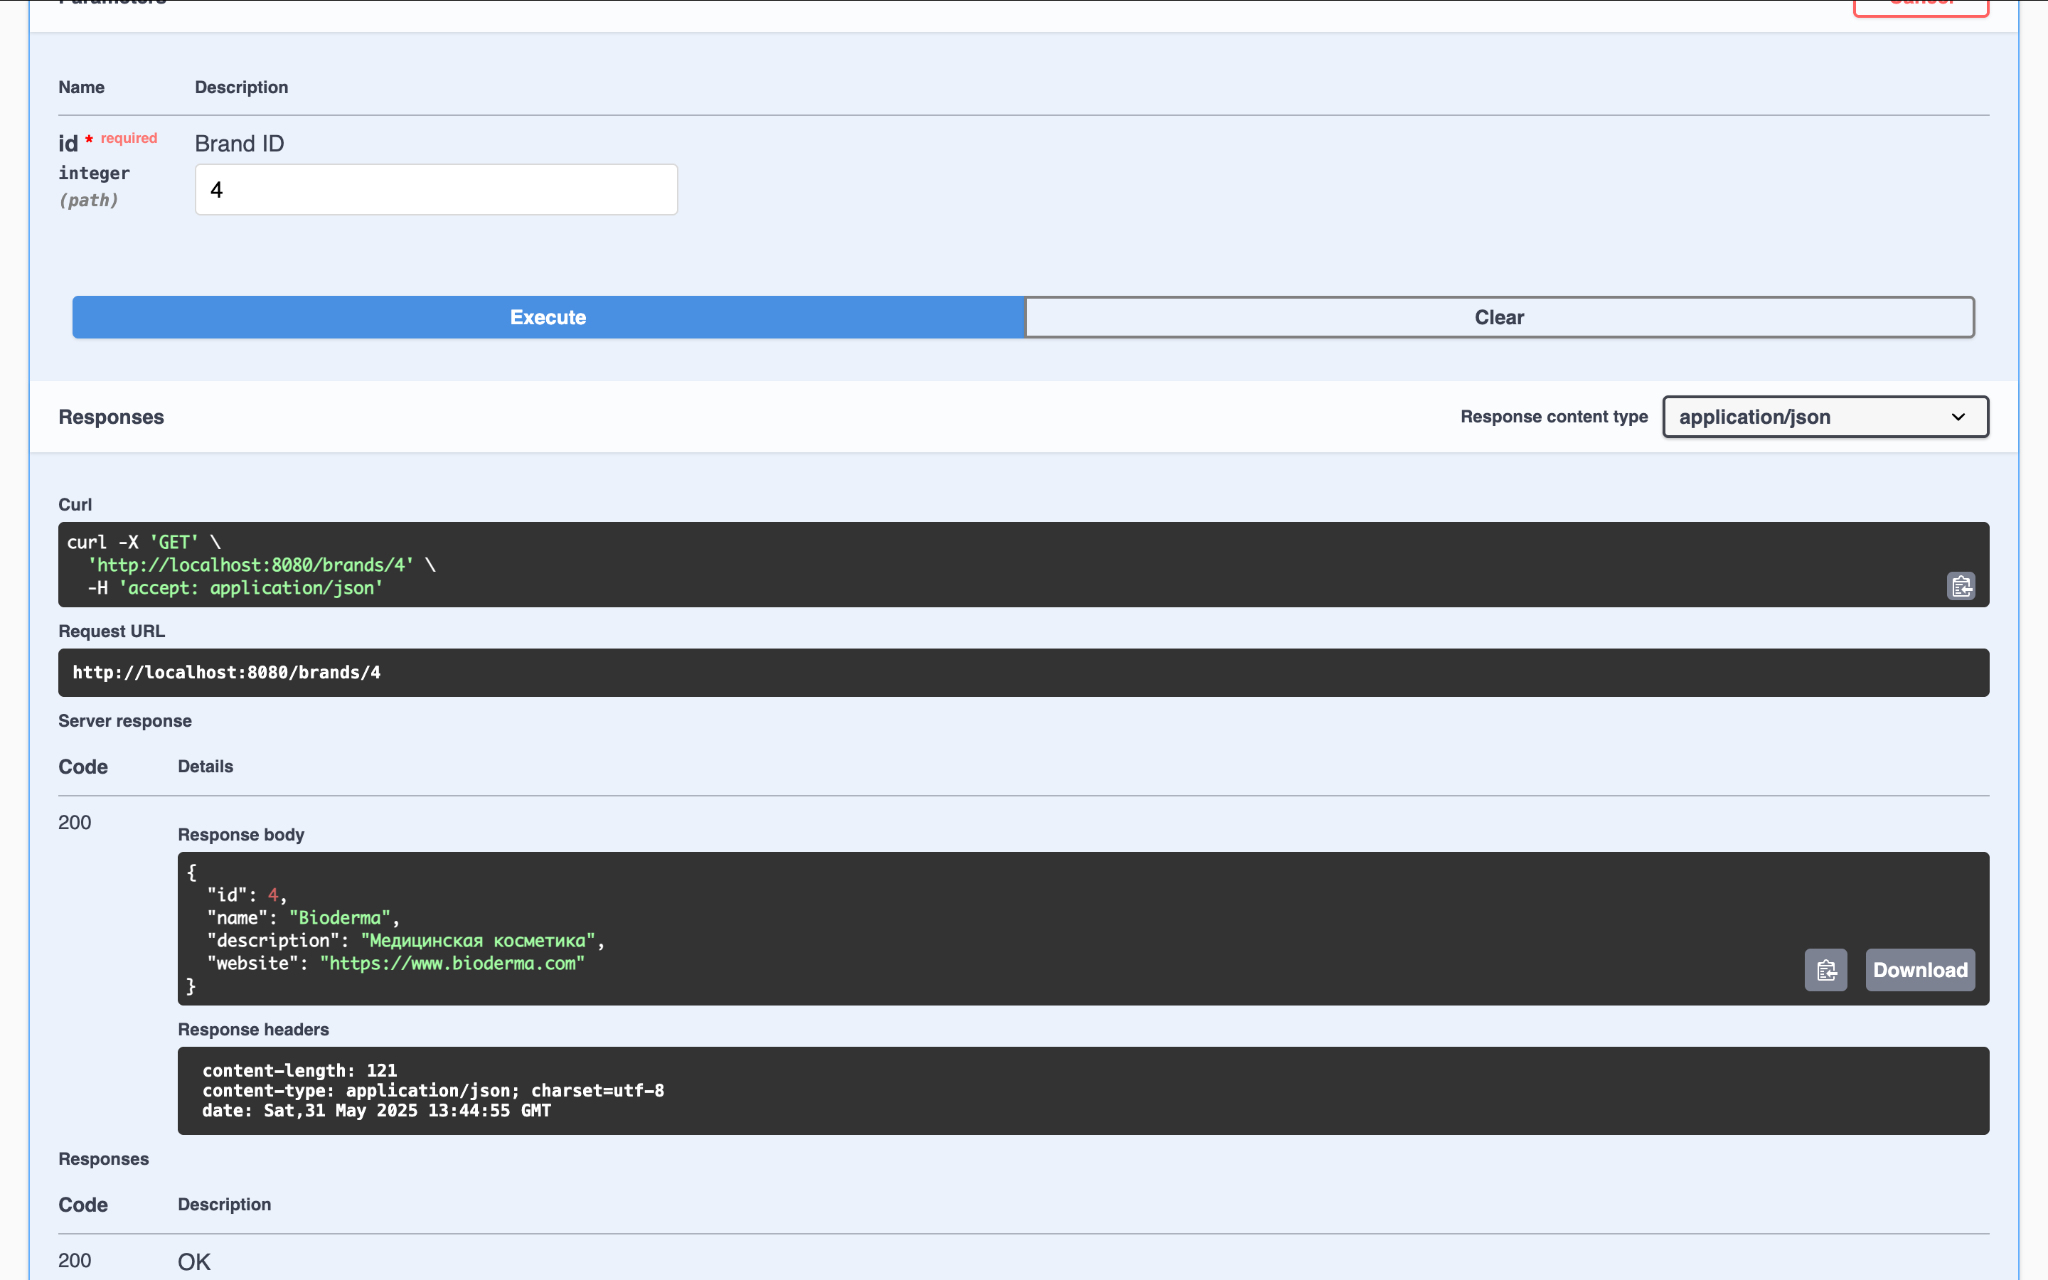 Parameters
Cancel
Name Description
id * required Brand ID
integer
(path)
4
Execute Clear
Responses Response content type application/json
Curl
curl -X 'GET' \
'http://localhost:8080/brands/4' \
-H 'accept: application/json'
Request URL
http://localhost:8080/brands/4
Server response
Code Details
200
Response body
{
"id": 4,
"name": "Bioderma",
"description": "Медицинская косметика",
"website": "https://www.bioderma.com"
}
Download
Response headers
content-length: 121
content-type: application/json; charset=utf-8
date: Sat,31 May 2025 13:44:55 GMT
Responses
Code Description
200 OK